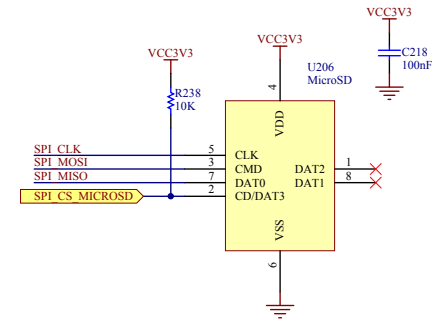 VCC3V3
VCC3V3
VCC3V3
C218
100nF
U206
MicroSD
R238
10K
4
VDD
SPI_CLK 5 CLK
SPI_MOSI 3 CMD DAT2 1
SPI_MISO 7 DAT0 DAT1 8
SPI_CS_MICROSD 2 CD/DAT3
VSS
6